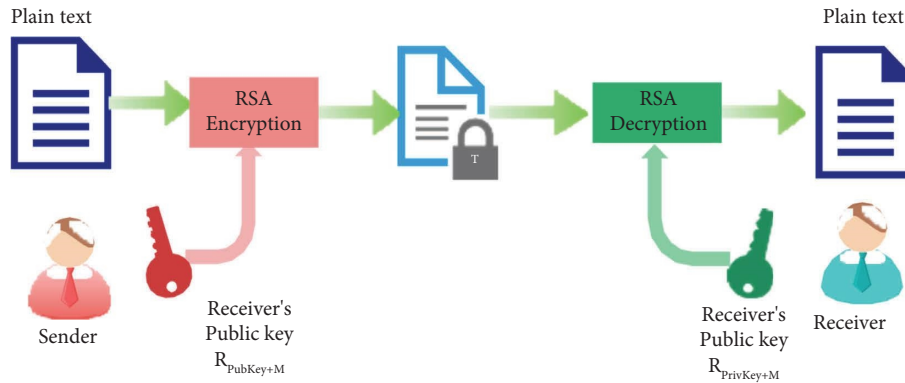 Plain text
Plain text
RSA
Encryption
T
RSA
Decryption
Sender
Receiver's
Public key
R_PubKey+M
Receiver's
Public key
R_PrivKey+M
Receiver